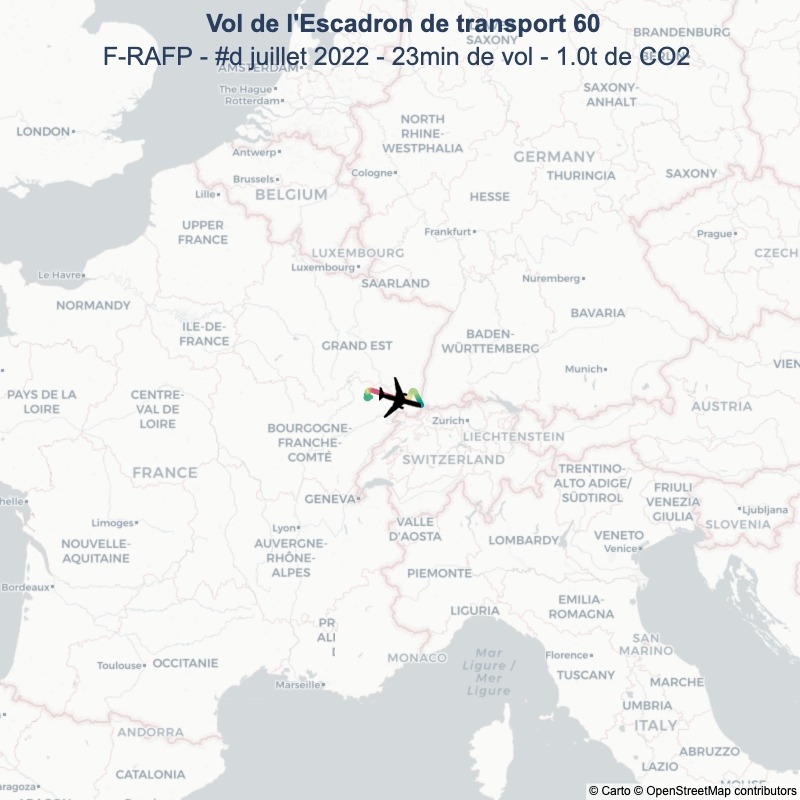 Vol de l'Escadron de transport 60
F-RAFP - #d juillet 2022 - 23min de vol - 1.0t de CO2
SAXONY
BRANDENBURG
BERLIN
AMSTERDAM
The Hague
Rotterdam
SAXONY-
ANHALT
LONDON
NORTH
RHINE-
WESTPHALIA
Antwerp
GERMANY
Brussels
Cologne
THURINGIA
SAXONY
Lille
BELGIUM
HESSE
UPPER
FRANCE
Frankfurt
Prague
LUXEMBOURG
Luxembourg
CZECH
Le Havre
SAARLAND
Nuremberg
NORMANDY
BAVARIA
ILE-DE-
FRANCE
GRAND EST
BADEN-
WÜRTTEMBERG
Munich
VIEN
PAYS DE LA
LOIRE
CENTRE-
VAL DE
LOIRE
AUSTRIA
BOURGOGNE-
FRANCHE-
COMTÉ
Zurich
LIECHTENSTEIN
SWITZERLAND
FRANCE
TRENTINO-
ALTO ADIGE/
SÜDTIROL
GENEVA
FRIULI
VENEZIA
GIULIA
helle
Ljubljana
SLOVENIA
Limoges
Lyon
VALLE
D'AOSTA
NOUVELLE-
AQUITAINE
AUVERGNE-
RHÔNE-
ALPES
LOMBARDY
VENETO
Venice
PIEMONTE
Bordeaux
LIGURIA
EMILIA-
ROMAGNA
PR
ALI
SAN
MARINO
Mar
Ligure /
Mer
Ligure
Florence
MONACO
Toulouse
OCCITANIE
TUSCANY
Marseille
MARCHE
UMBRIA
ITALY
ANDORRA
ABRUZZO
CATALONIA
LAZIO
aragoza
© Carto © OpenStreetMap contributors